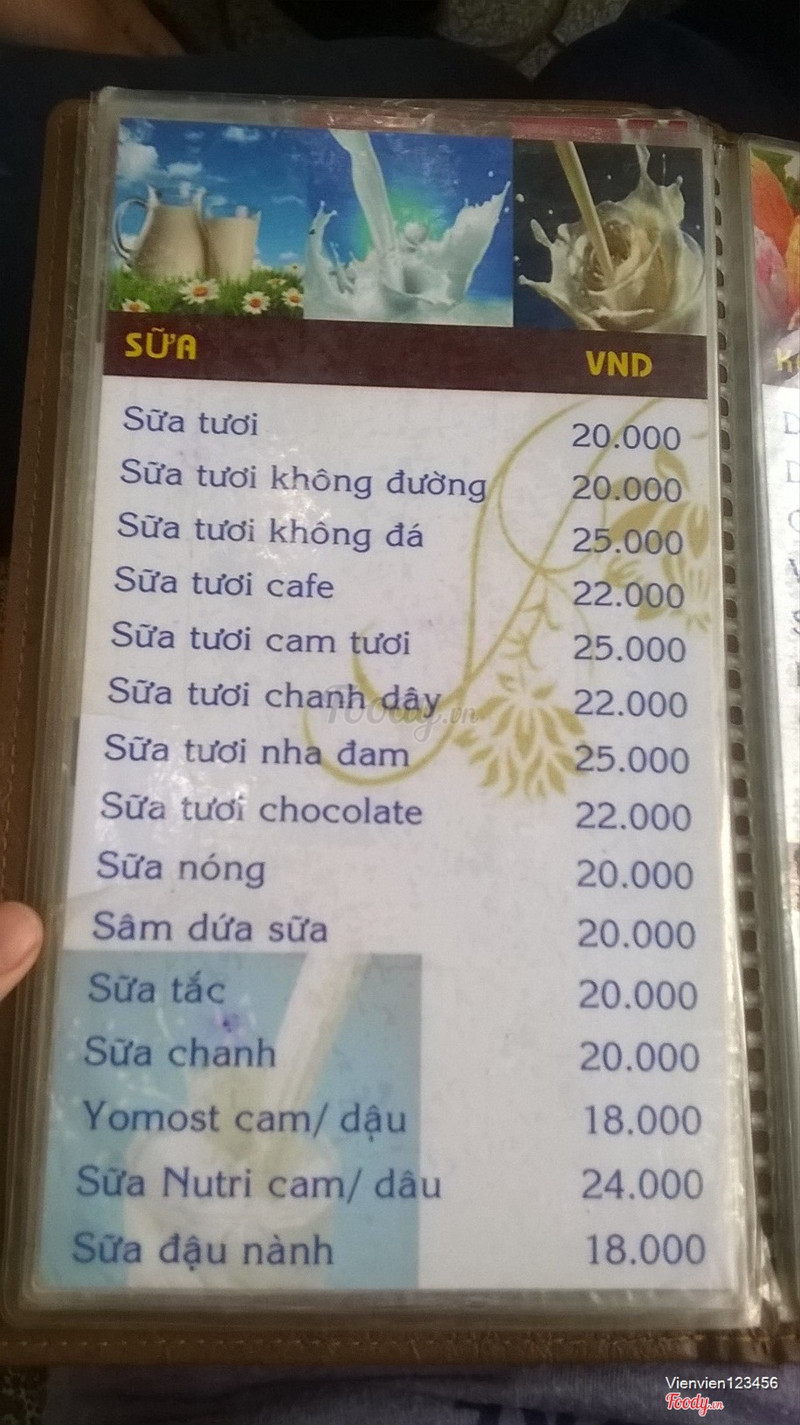 SỮA VND
Sữa tươi 20.000
Sữa tươi không đường 20.000
Sữa tươi không đá 25.000
Sữa tươi cafe 22.000
Sữa tươi cam tươi 25.000
Sữa tươi chanh dây 22.000
Foody.vn
Sữa tươi nha đam 25.000
Sữa tươi chocolate 22.000
Sữa nóng 20.000
Sâm dứa sữa 20.000
Sữa tắc 20.000
Sữa chanh 20.000
Yomost cam/ dậu 18.000
Sữa Nutri cam/ dâu 24.000
Sữa đậu nành 18.000
Vienvien123456
Foody.vn